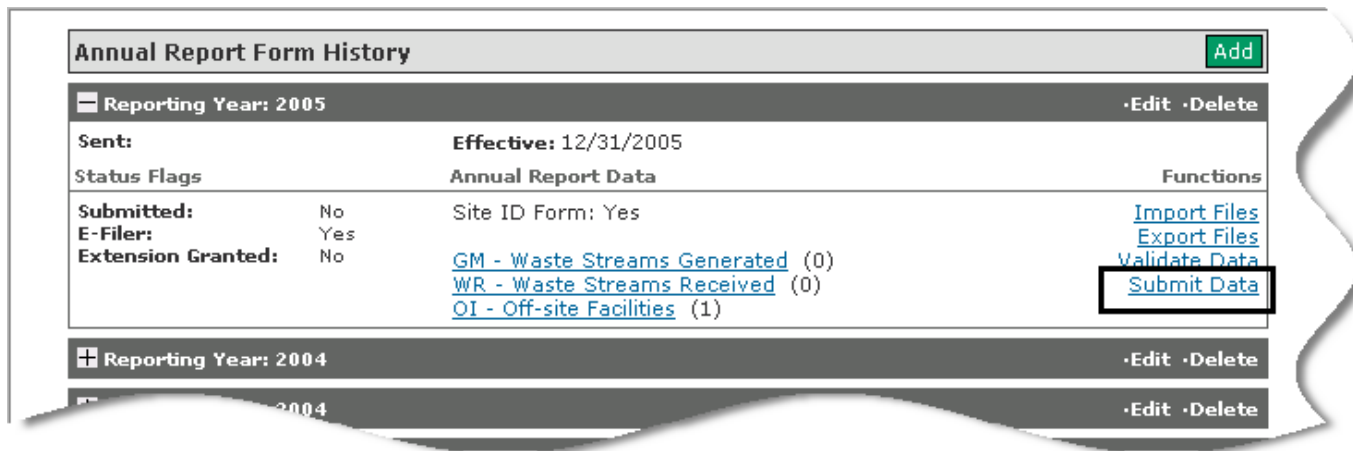 Annual Report Form History Add
Reporting Year: 2005 ·Edit ·Delete
Sent: Effective: 12/31/2005
Status Flags Annual Report Data Functions
Submitted: No Site ID Form: Yes Import Files
E-Filer: Yes Export Files
Extension Granted: No GM - Waste Streams Generated (0) Validate Data
WR - Waste Streams Received (0) Submit Data
OI - Off-site Facilities (1)
Reporting Year: 2004 ·Edit ·Delete
2004 ·Edit ·Delete